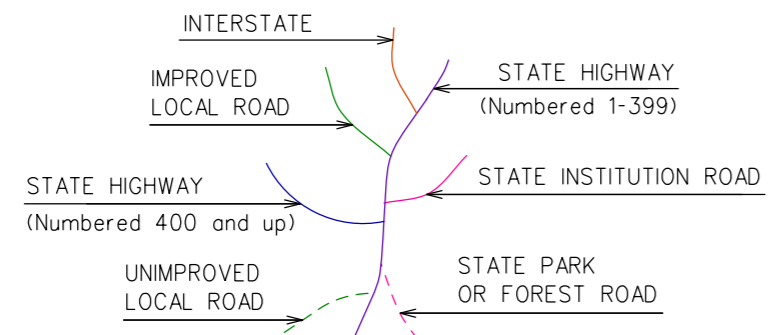 INTERSTATE
IMPROVED
LOCAL ROAD
STATE HIGHWAY
(Numbered 1-399)
STATE HIGHWAY
(Numbered 400 and up)
STATE INSTITUTION ROAD
UNIMPROVED
LOCAL ROAD
STATE PARK
OR FOREST ROAD